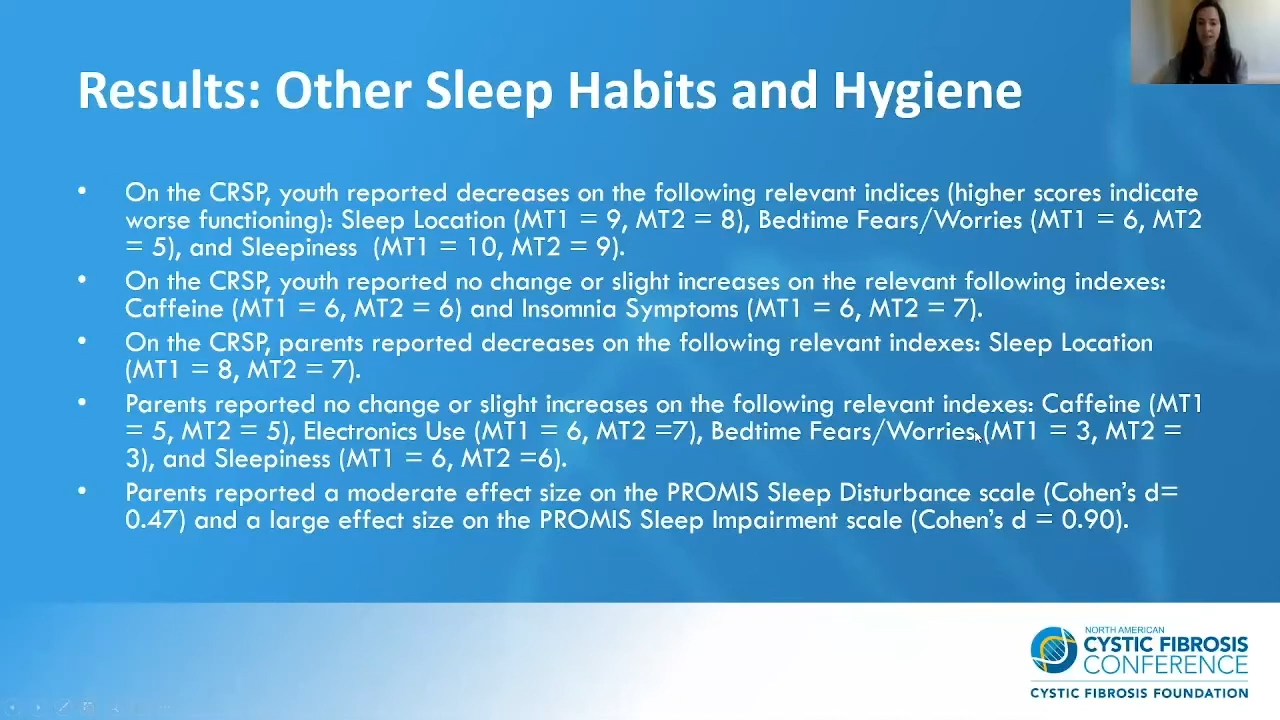 Results: Other Sleep Habits and Hygiene
• On the CRSP, youth reported decreases on the following relevant indices (higher scores indicate
worse functioning): Sleep Location (MT1 = 9, MT2 = 8), Bedtime Fears/Worries (MT1 = 6, MT2
= 5), and Sleepiness  (MT1 = 10, MT2 = 9).
• On the CRSP, youth reported no change or slight increases on the relevant following indexes:
Caffeine (MT1 = 6, MT2 = 6) and Insomnia Symptoms (MT1 = 6, MT2 = 7).
• On the CRSP, parents reported decreases on the following relevant indexes: Sleep Location
(MT1 = 8, MT2 = 7).
• Parents reported no change or slight increases on the following relevant indexes: Caffeine (MT1
= 5, MT2 = 5), Electronics Use (MT1 = 6, MT2 =7), Bedtime Fears/Worries (MT1 = 3, MT2 =
3), and Sleepiness (MT1 = 6, MT2 =6).
• Parents reported a moderate effect size on the PROMIS Sleep Disturbance scale (Cohen's d=
0.47) and a large effect size on the PROMIS Sleep Impairment scale (Cohen's d = 0.90).
NORTH AMERICAN
CYSTIC FIBROSIS
CONFERENCE
CYSTIC FIBROSIS FOUNDATION